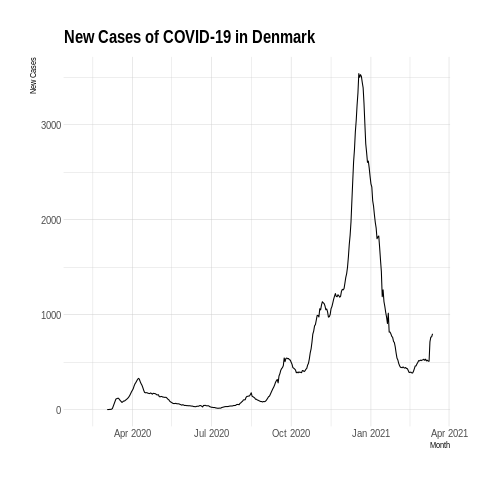 New Cases of COVID-19 in Denmark
New Cases
3000
2000
1000
0
Apr 2020 Jul 2020 Oct 2020 Jan 2021 Apr 2021
Month